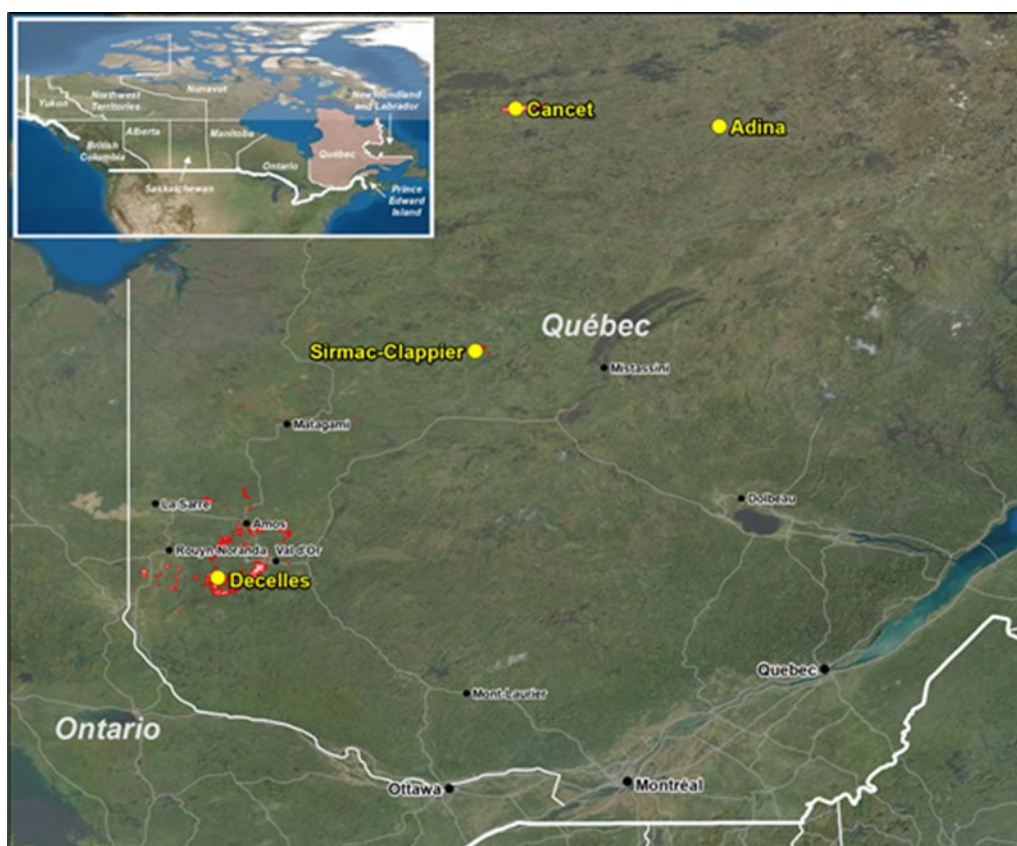 Nunavut
Yukon
Northwest
Territories
Newfoundland
and Labrador
Alberta
Manitoba
British
Columbia
Ontario
Québec
Saskatchewan
Prince
Edward
Island
Cancet
Adina
Québec
Sirmac-Clappier
Mistassini
Matagami
La Sarre
Dolbeau
Amos
Rouyn-Noranda
Val d'Or
Decelles
Québec
Mont-Laurier
Ontario
Ottawa
Montréal